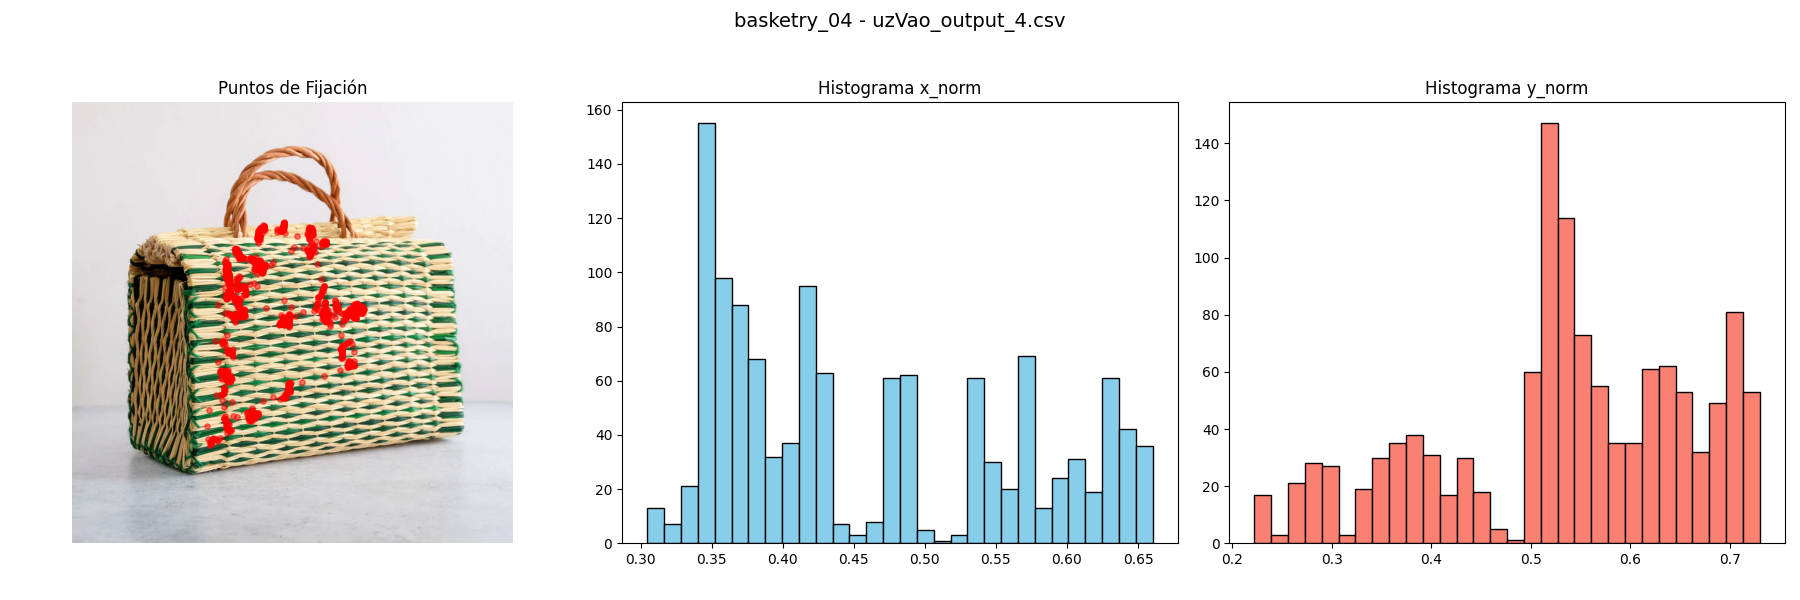 basketry_04 - uzVao_output_4.csv
Puntos de Fijación
Histograma x_norm
160
140
120
100
80
60
40
20
0
0.30 0.35 0.40 0.45 0.50 0.55 0.60 0.65
Histograma y_norm
140
120
100
80
60
40
20
0
0.2 0.3 0.4 0.5 0.6 0.7